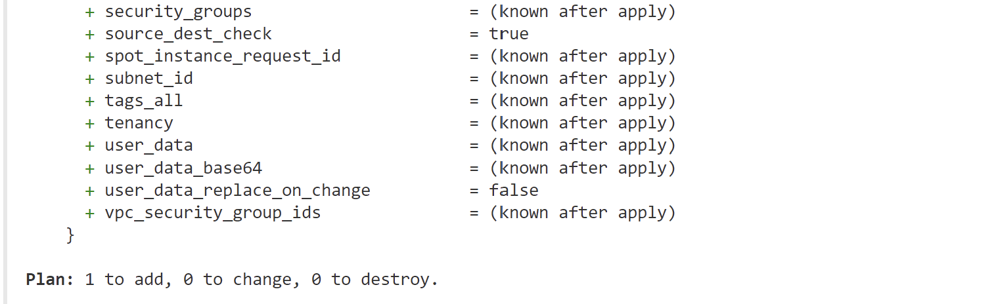 + security_groups = (known after apply)
+ source_dest_check = true
+ spot_instance_request_id = (known after apply)
+ subnet_id = (known after apply)
+ tags_all = (known after apply)
+ tenancy = (known after apply)
+ user_data = (known after apply)
+ user_data_base64 = (known after apply)
+ user_data_replace_on_change = false
+ vpc_security_group_ids = (known after apply)
}
Plan: 1 to add, 0 to change, 0 to destroy.